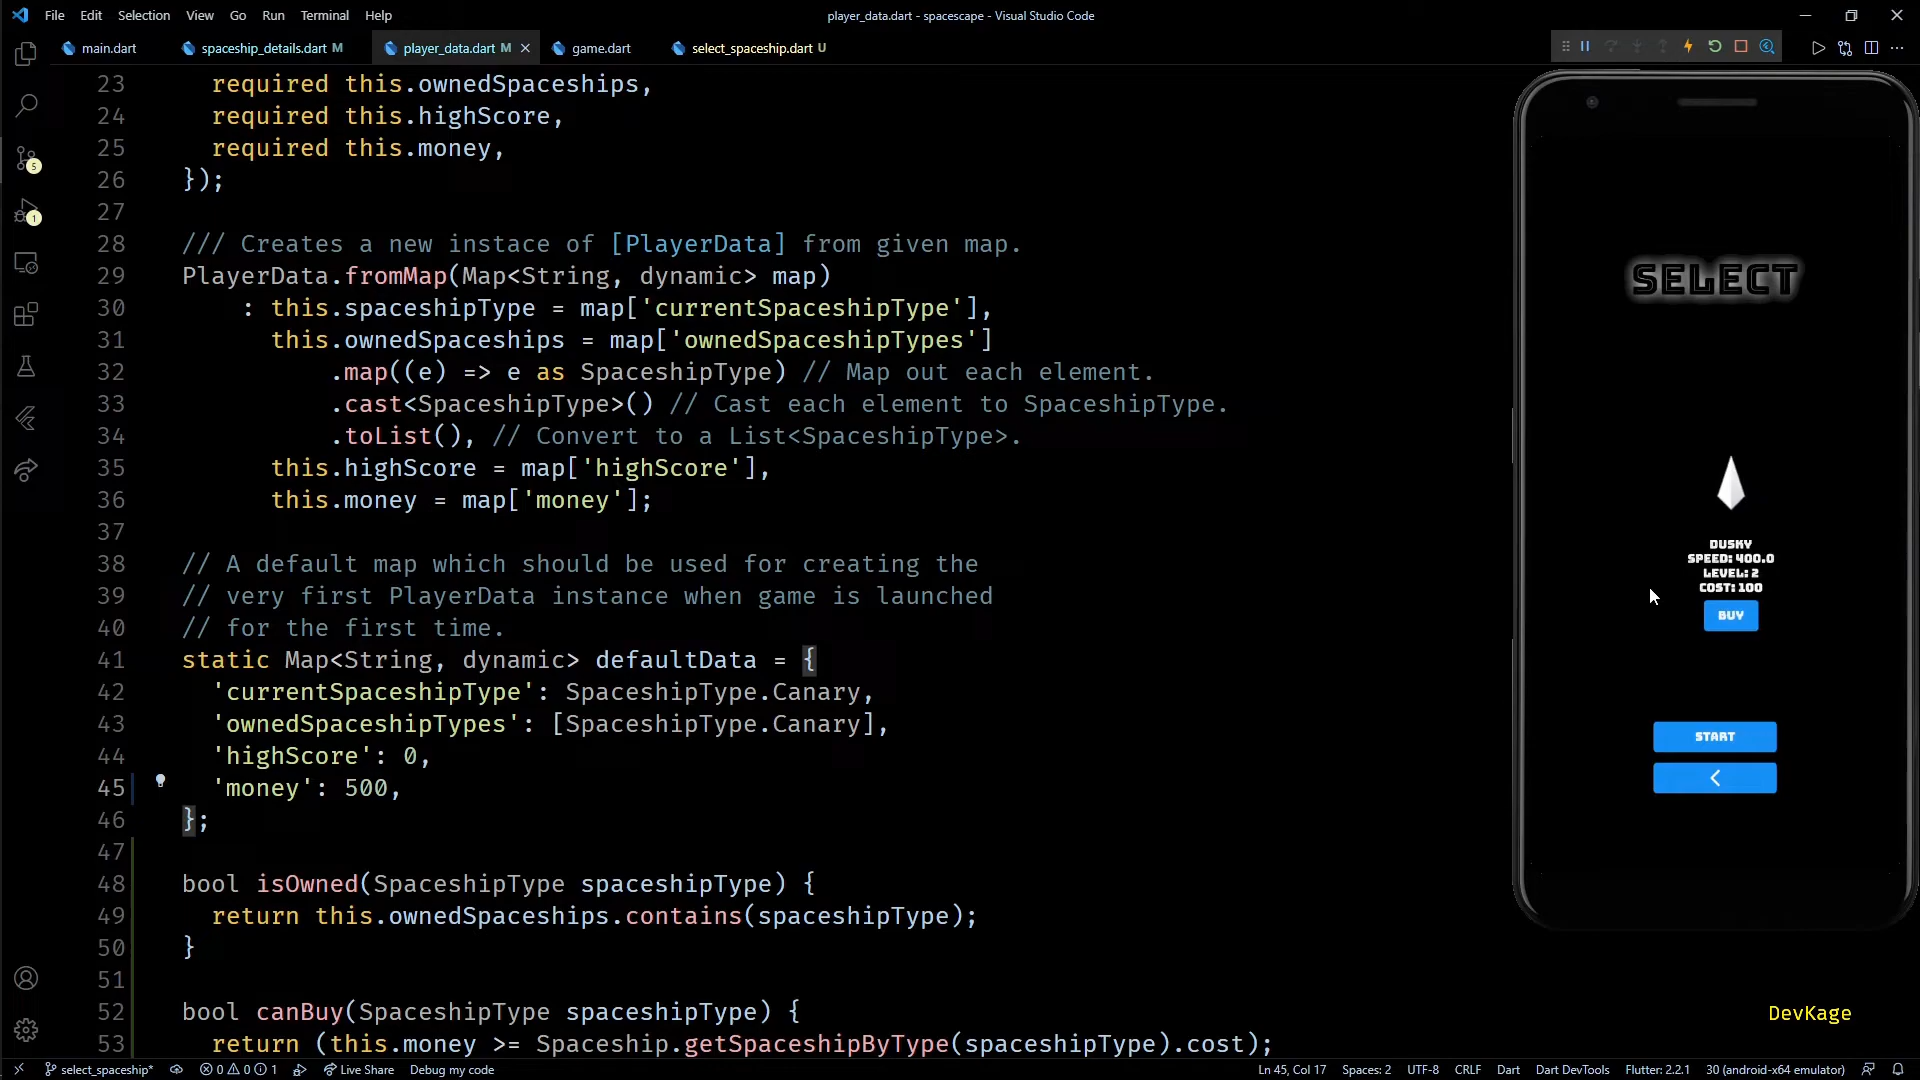 File Edit Selection View Go Run Terminal Help
player_data.dart - spacescape - Visual Studio Code
main.dart
spaceship_details.dart M
player_data.dart M
game.dart
select_spaceship.dart U
23 required this.ownedSpaceships,
24 required this.highScore,
25 required this.money,
26 });
27
28 /// Creates a new instace of [PlayerData] from given map.
29 PlayerData.fromMap(Map<String, dynamic> map)
30 : this.spaceshipType = map['currentSpaceshipType'],
31 this.ownedSpaceships = map['ownedSpaceshipTypes']
32 .map((e) => e as SpaceshipType) // Map out each element.
33 .cast<SpaceshipType>() // Cast each element to SpaceshipType.
34 .toList(), // Convert to a List<SpaceshipType>.
35 this.highScore = map['highScore'],
36 this.money = map['money'];
37
38 // A default map which should be used for creating the
39 // very first PlayerData instance when game is launched
40 // for the first time.
41 static Map<String, dynamic> defaultData = {
42 'currentSpaceshipType': SpaceshipType.Canary,
43 'ownedSpaceshipTypes': [SpaceshipType.Canary],
44 'highScore': 0,
45 'money': 500,
46 };
47
48 bool isOwned(SpaceshipType spaceshipType) {
49 return this.ownedSpaceships.contains(spaceshipType);
50 }
51
52 bool canBuy(SpaceshipType spaceshipType) {
53 return (this.money >= Spaceship.getSpaceshipByType(spaceshipType).cost);
5
1
SELECT
DUSKY
SPEED: 400.0
LEVEL: 2
COST: 100
BUY
START
DevKage
select_spaceship* 0 0 1 Live Share Debug my code
Ln 45, Col 17 Spaces: 2 UTF-8 CRLF Dart Dart DevTools Flutter: 2.2.1 30 (android-x64 emulator)